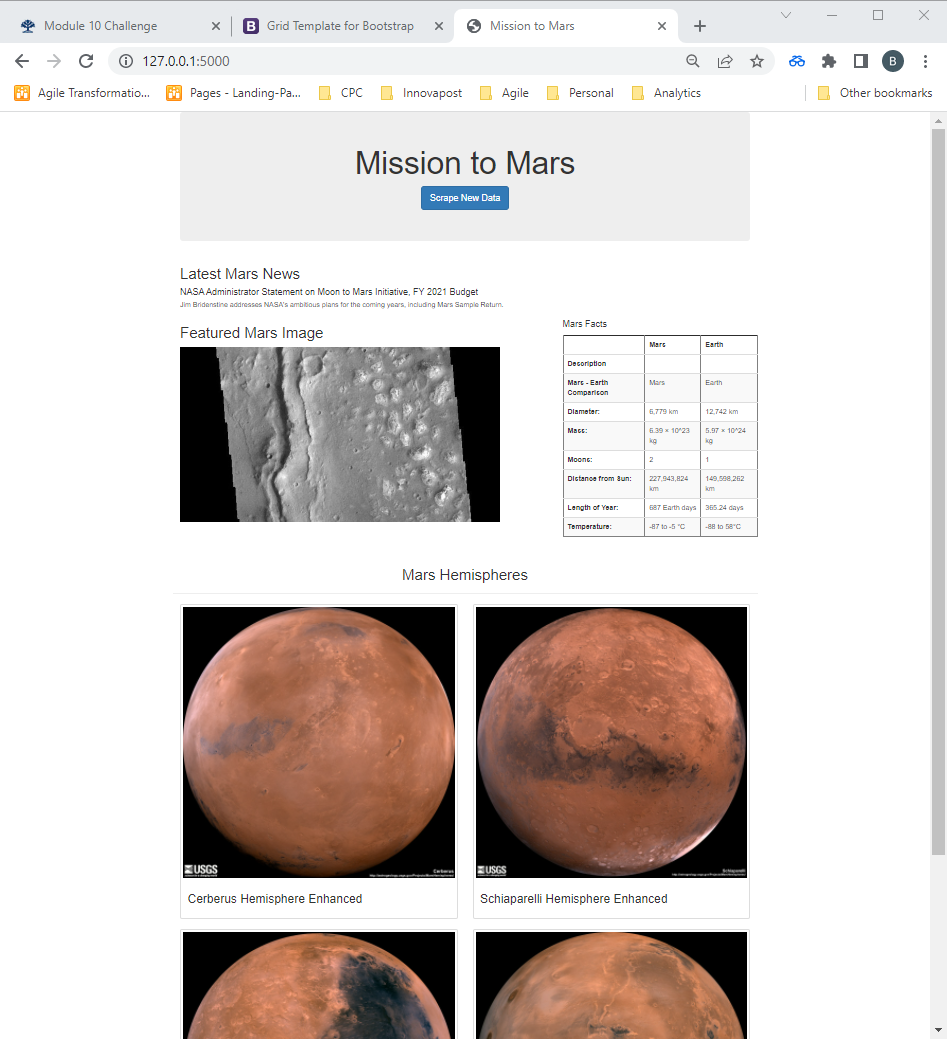 Module 10 Challenge
Grid Template for Bootstrap
Mission to Mars
127.0.0.1:5000
B
Agile Transformatio...
Pages - Landing-Pa...
CPC
Innovapost
Agile
Personal
Analytics
Other bookmarks
Mission to Mars
Scrape New Data
Latest Mars News
NASA Administrator Statement on Moon to Mars Initiative, FY 2021 Budget
Jim Bridenstine addresses NASA's ambitious plans for the coming years, including Mars Sample Return.
Featured Mars Image
Mars Facts
Mars Earth
Description
Mars - Earth Comparison Mars Earth
Diameter: 6,779 km 12,742 km
Mass: 6.39 × 10^23 kg 5.97 × 10^24 kg
Moons: 2 1
Distance from Sun: 227,943,824 km 149,598,262 km
Length of Year: 687 Earth days 365.24 days
Temperature: -87 to -5 °C -88 to 58°C
Mars Hemispheres
USGS
Cerberus
USGS
Schiaparelli
Cerberus Hemisphere Enhanced
Schiaparelli Hemisphere Enhanced